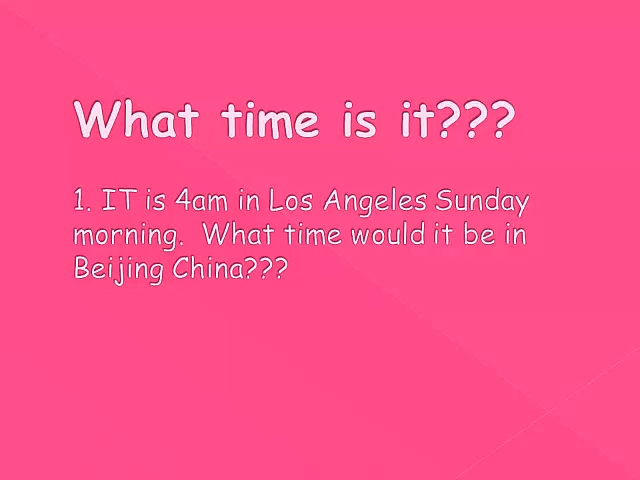 What time is it???
1. IT is 4am in Los Angeles Sunday
morning.  What time would it be in
Beijing China???